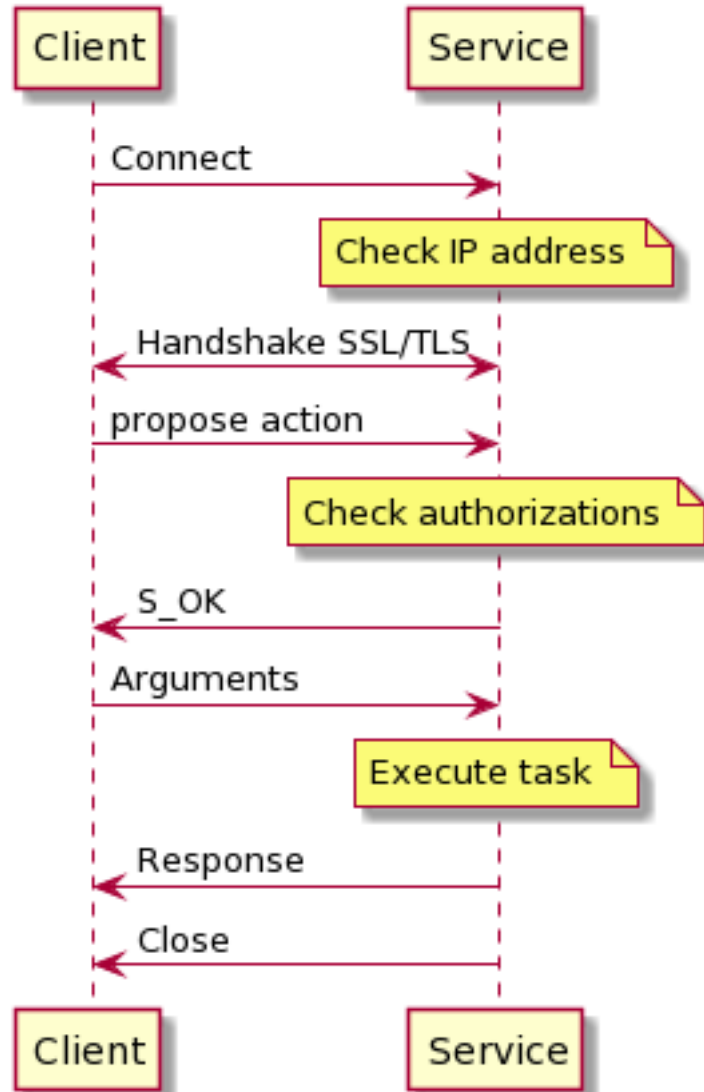 Client
Service
Connect
Check IP address
Handshake SSL/TLS
propose action
Check authorizations
S_OK
Arguments
Execute task
Response
Close
Client
Service